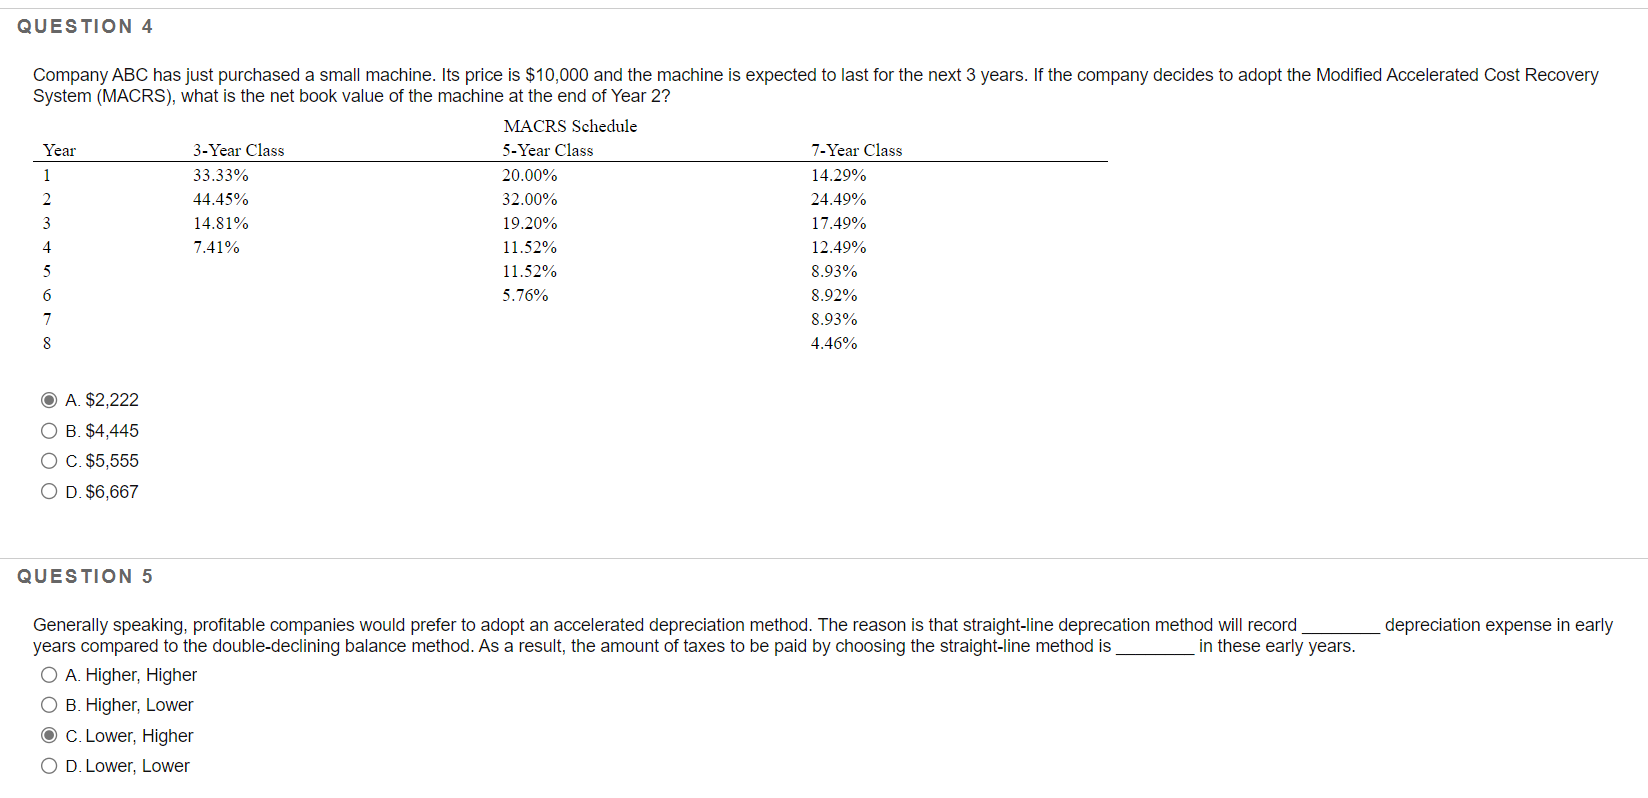 QUESTION 4
Company ABC has just purchased a small machine. Its price is $10,000 and the machine is expected to last for the next 3 years. If the company decides to adopt the Modified Accelerated Cost Recovery
System (MACRS), what is the net book value of the machine at the end of Year 2?
MACRS Schedule
Year 3-Year Class 5-Year Class 7-Year Class
1 33.33% 20.00% 14.29%
2 44.45% 32.00% 24.49%
3 14.81% 19.20% 17.49%
4 7.41% 11.52% 12.49%
5 11.52% 8.93%
6 5.76% 8.92%
7 8.93%
8 4.46%
A. $2,222
B. $4,445
C. $5,555
D. $6,667
QUESTION 5
Generally speaking, profitable companies would prefer to adopt an accelerated depreciation method. The reason is that straight-line deprecation method will record ________ depreciation expense in early
years compared to the double-declining balance method. As a result, the amount of taxes to be paid by choosing the straight-line method is ________ in these early years.
A. Higher, Higher
B. Higher, Lower
C. Lower, Higher
D. Lower, Lower